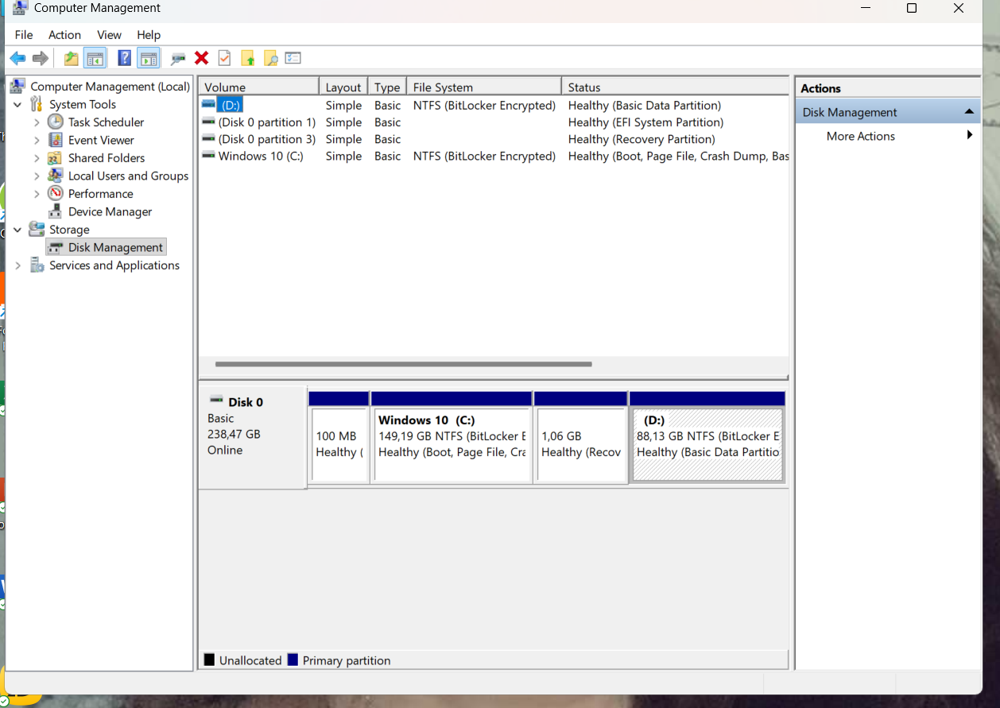 Computer Management
File Action View Help
Computer Management (Local)
System Tools
Task Scheduler
Event Viewer
Shared Folders
Local Users and Groups
Performance
Device Manager
Storage
Disk Management
Services and Applications
Volume Layout Type File System Status
(D:) Simple Basic NTFS (BitLocker Encrypted) Healthy (Basic Data Partition)
(Disk 0 partition 1) Simple Basic Healthy (EFI System Partition)
(Disk 0 partition 3) Simple Basic Healthy (Recovery Partition)
Windows 10 (C:) Simple Basic NTFS (BitLocker Encrypted) Healthy (Boot, Page File, Crash Dump, Bas
Disk 0
Basic
238,47 GB
Online
100 MB
Healthy (
Windows 10 (C:)
149,19 GB NTFS (BitLocker E
Healthy (Boot, Page File, Cra
1,06 GB
Healthy (Recov
(D:)
88,13 GB NTFS (BitLocker E
Healthy (Basic Data Partitio
Unallocated Primary partition
Actions
Disk Management
More Actions